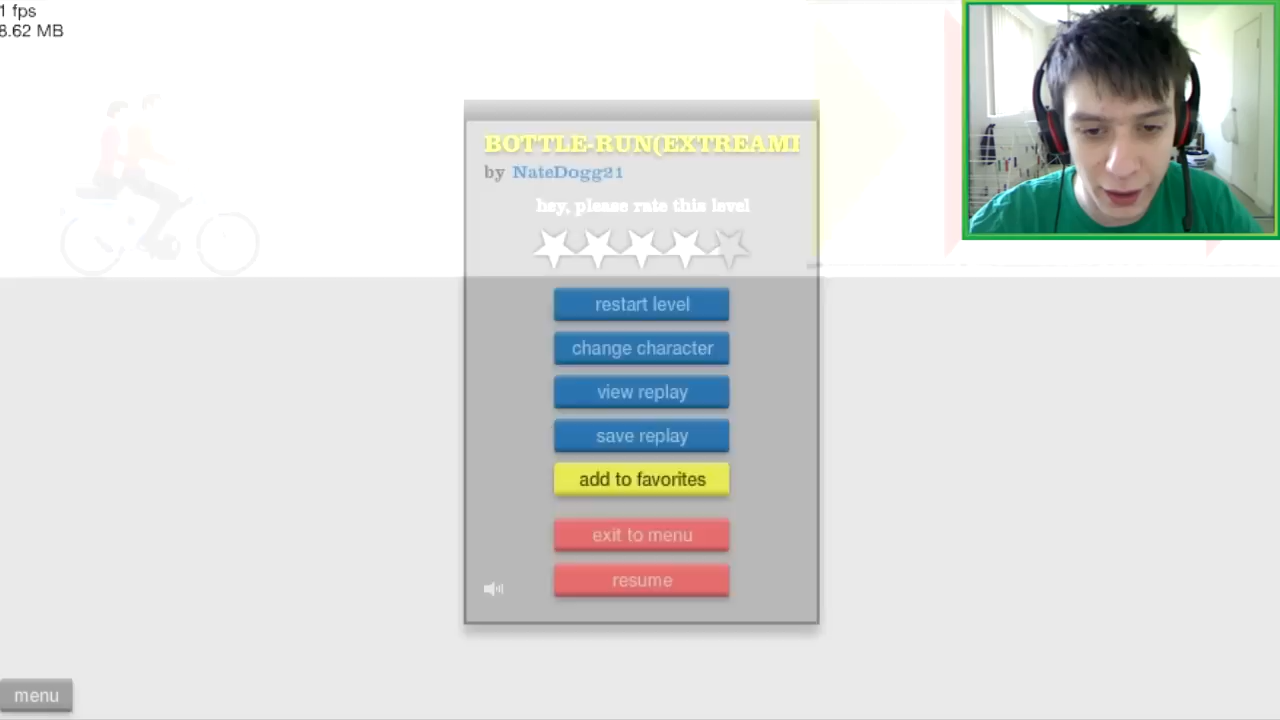 1 fps
8.62 MB
BOTTLE-RUN(EXTREAM
by NateDogg21
hey, please rate this level
restart level
change character
view replay
save replay
add to favorites
exit to menu
resume
menu